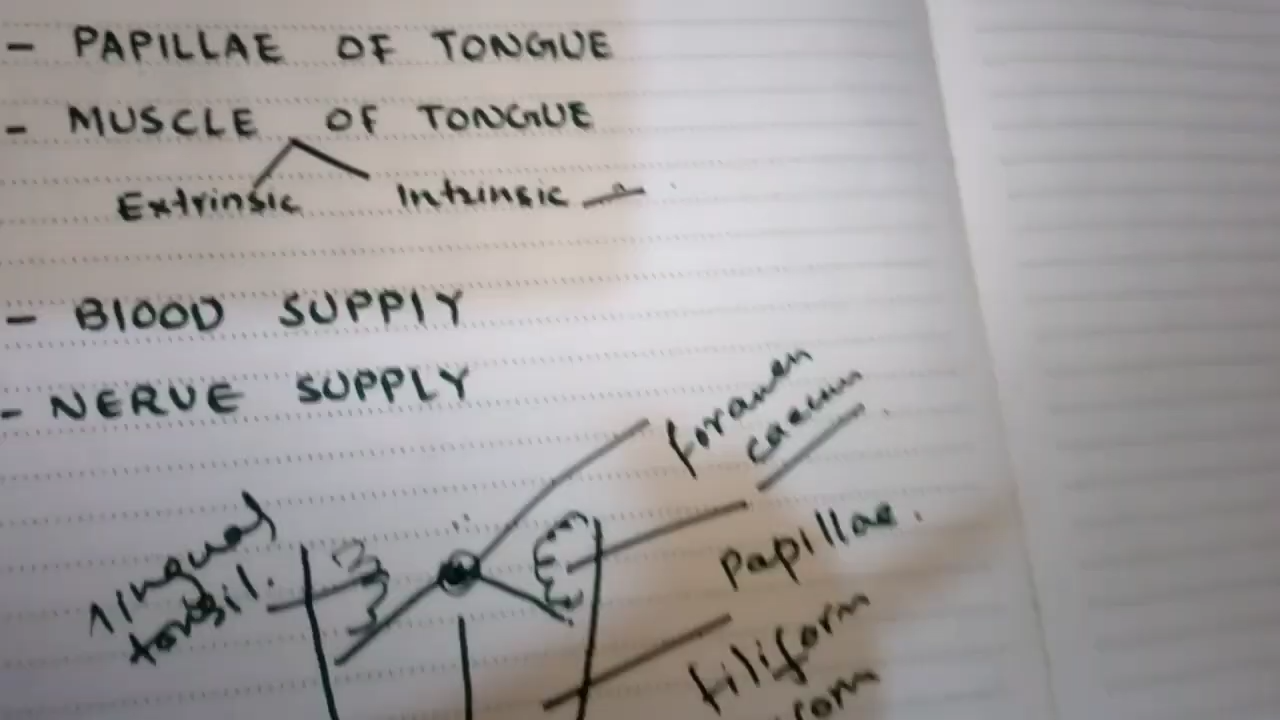 - PAPILLAE OF TONGUE
- MUSCLE OF TONGUE
Extrinsic Intrinsic
- BLOOD SUPPLY
- NERVE SUPPLY
foramen
caecum
lingual
tonsil.
Papillae.
filiform